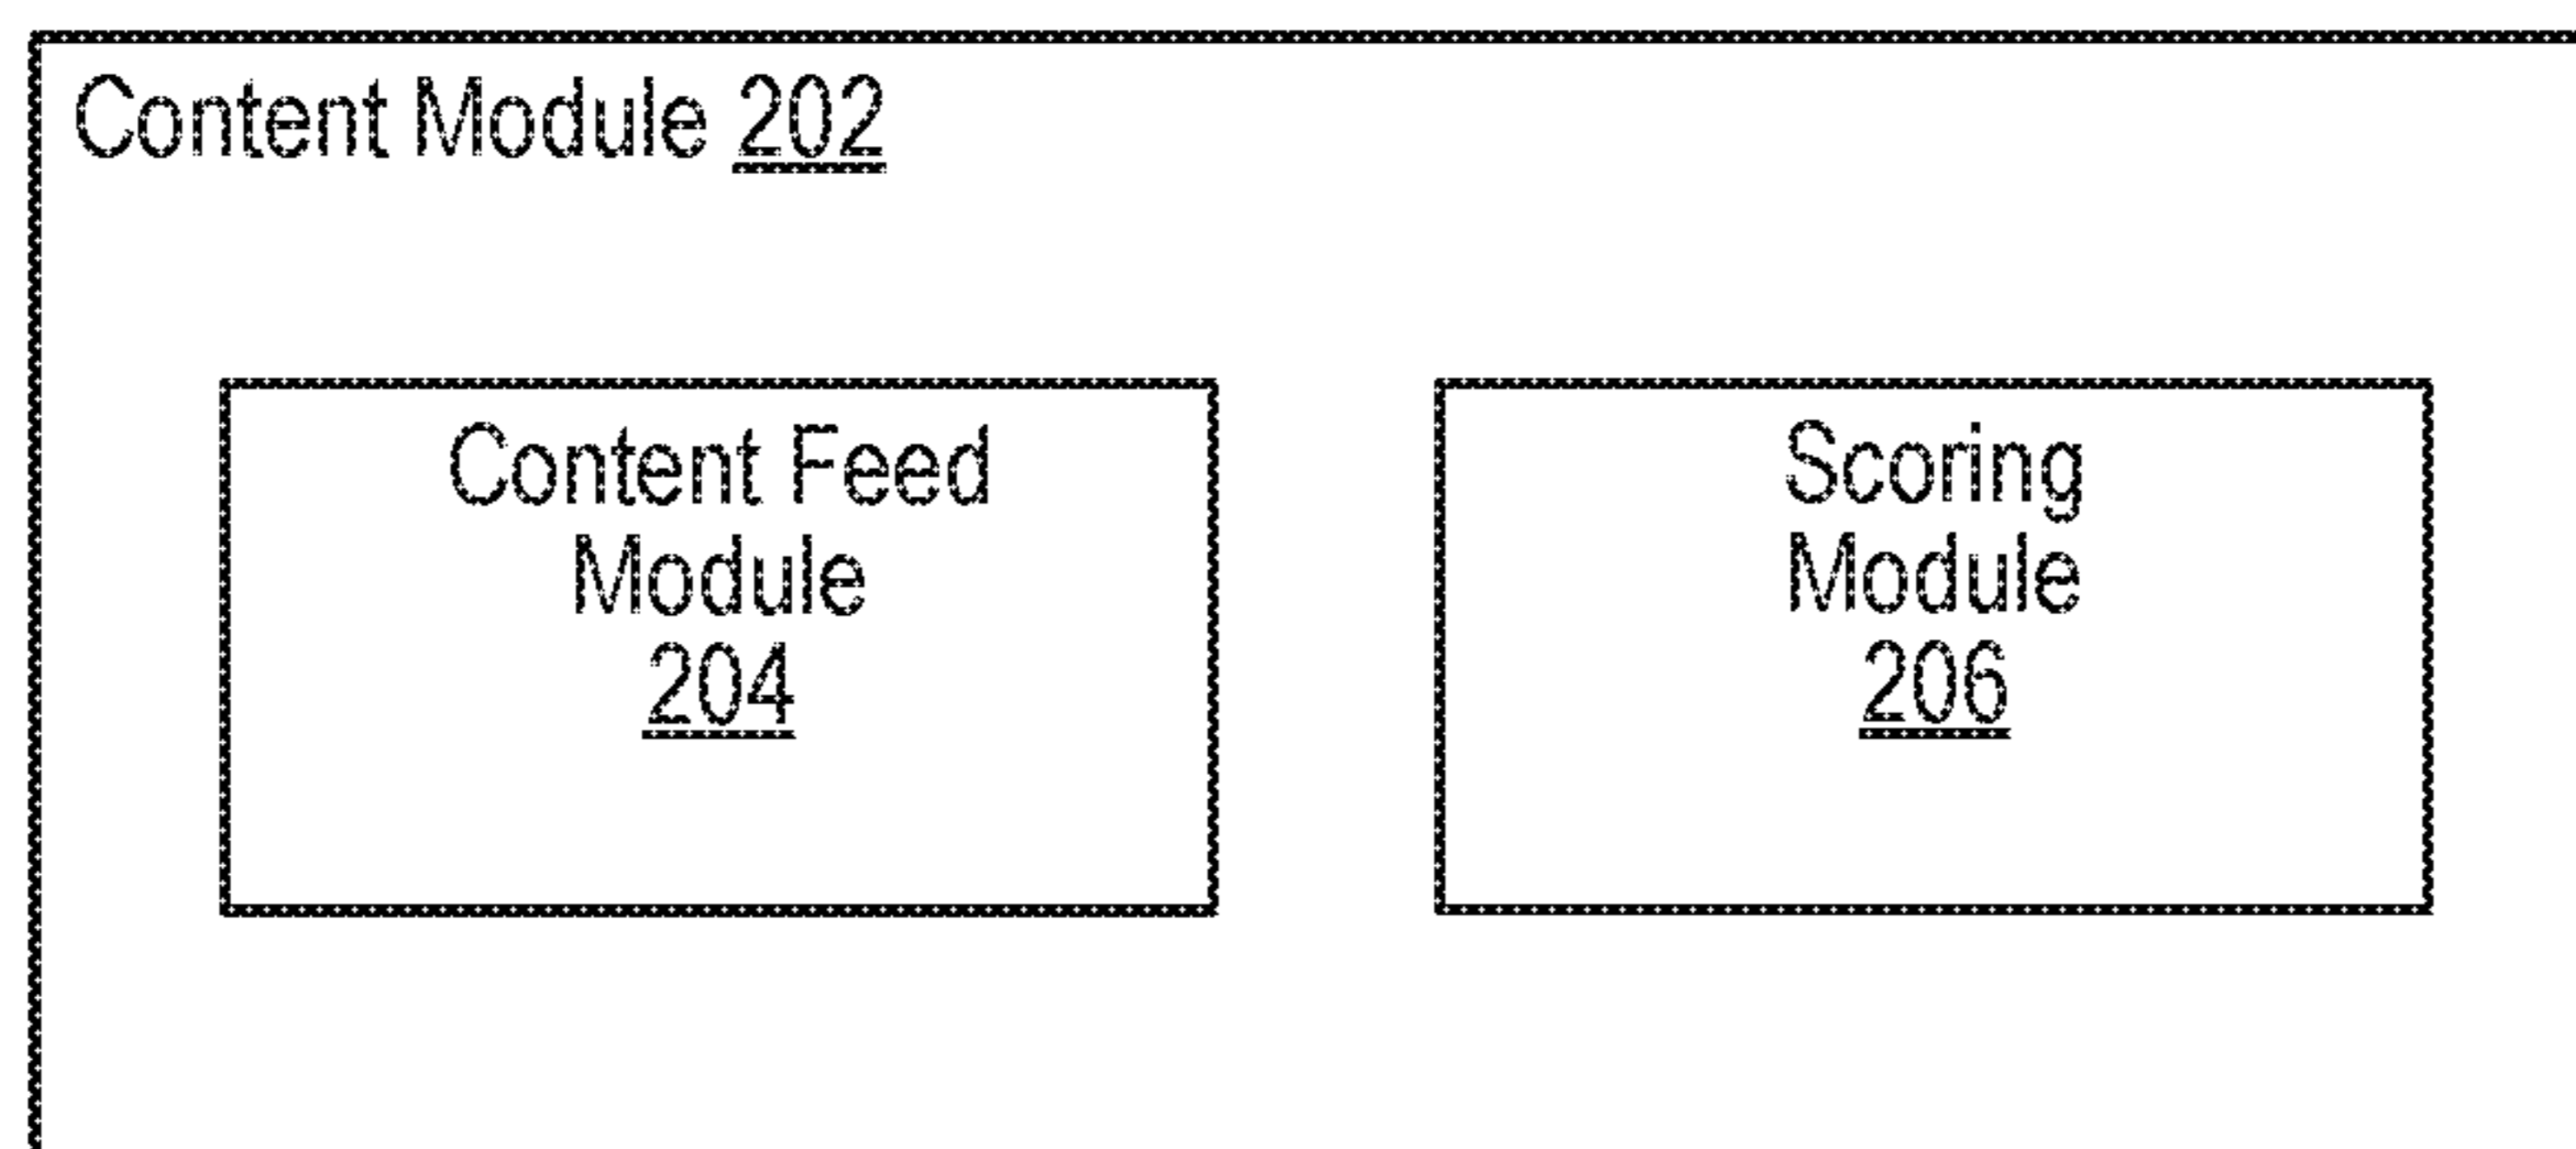 Content Module 202
Content Feed
Module
204
Scoring
Module
206